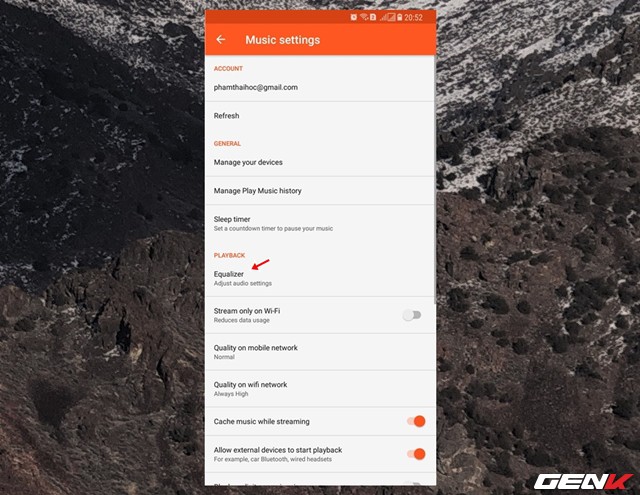 20:52
Music settings
ACCOUNT
phamthaihoc@gmail.com
Refresh
GENERAL
Manage your devices
Manage Play Music history
Sleep timer
Set a countdown timer to pause your music
PLAYBACK
Equalizer
Adjust audio settings
Stream only on Wi-Fi
Reduces data usage
Quality on mobile network
Normal
Quality on wifi network
Always High
Cache music while streaming
Allow external devices to start playback
For example, car Bluetooth, wired headsets
GENK